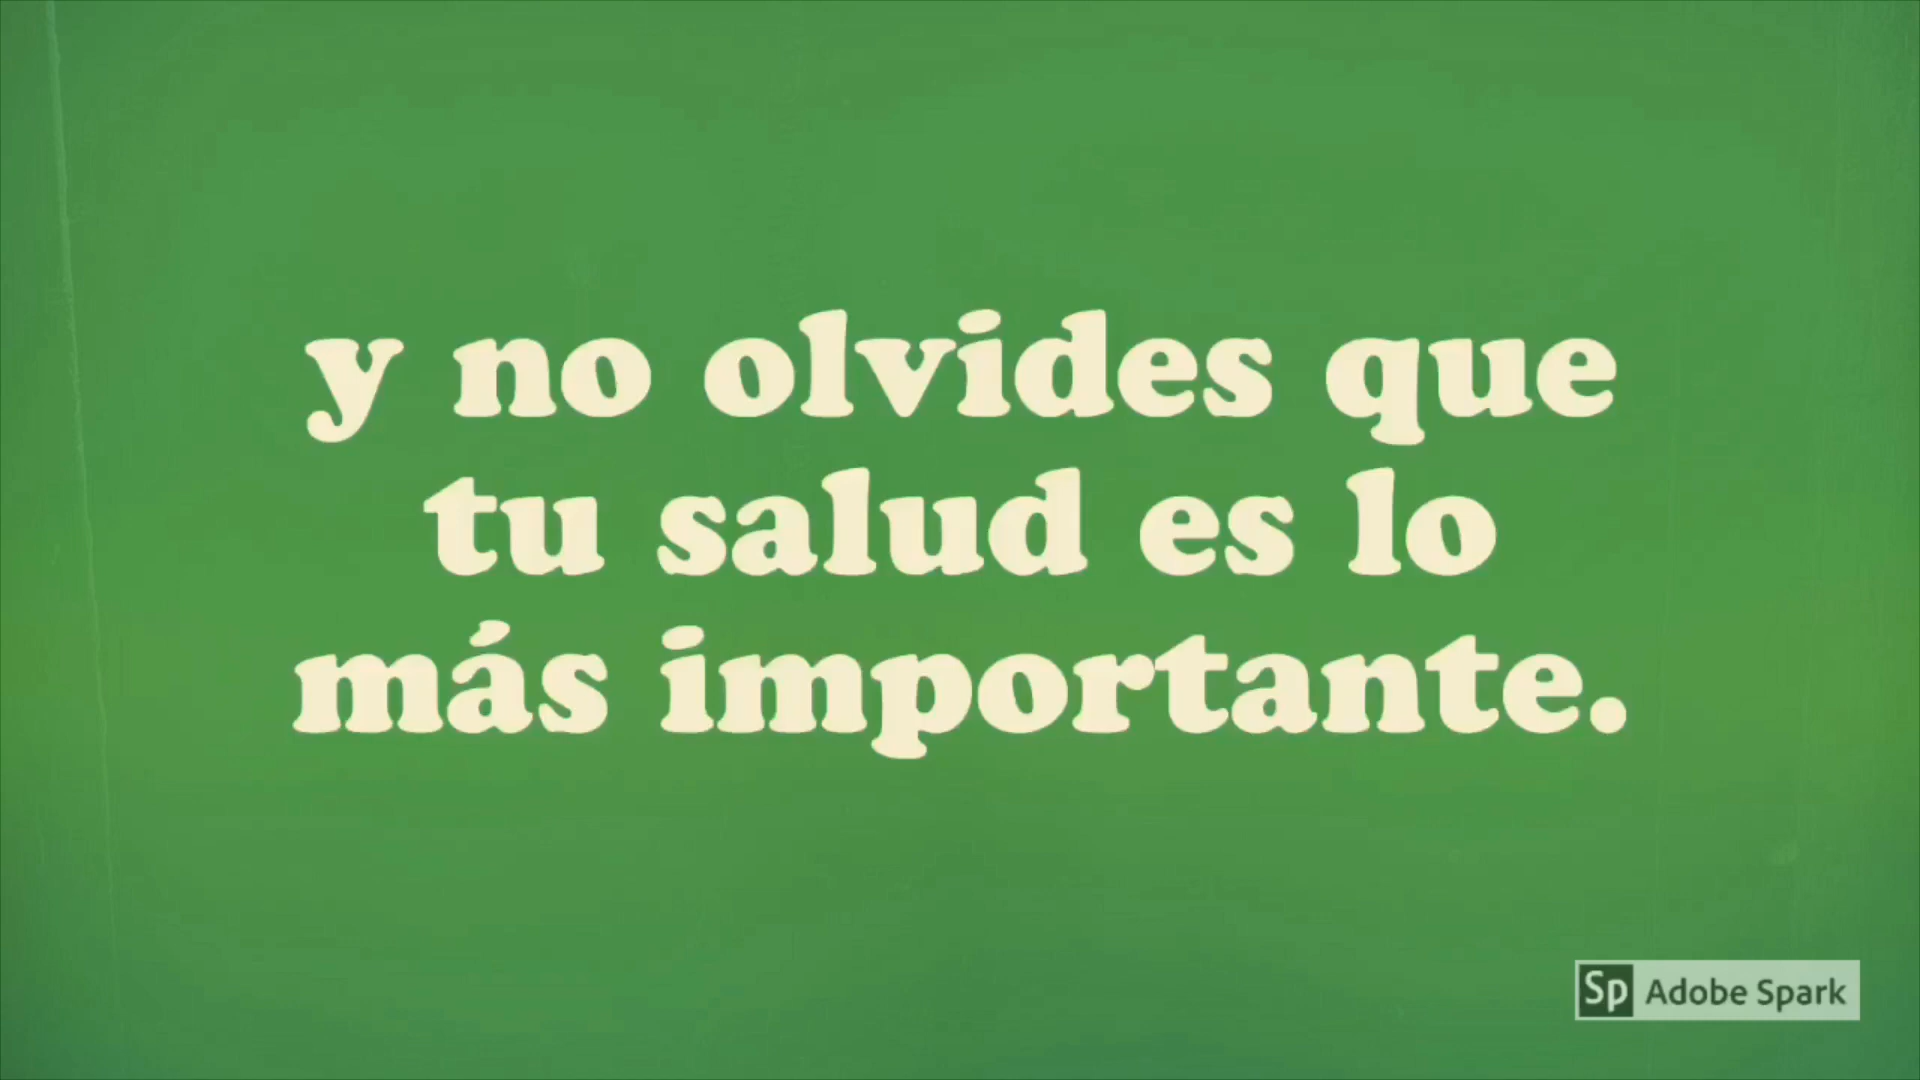 y no olvides que
tu salud es lo
más importante.
Sp Adobe Spark